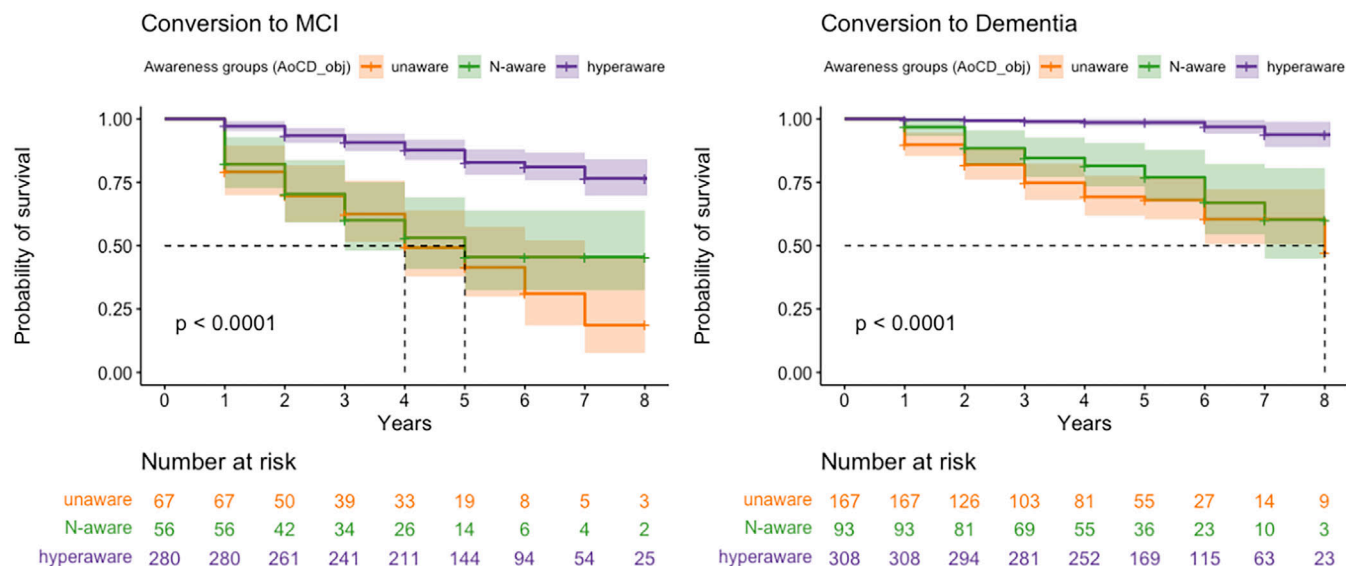 Conversion to MCI
Awareness groups (AoCD_obj) unaware N-aware hyperaware
Probability of survival
1.00
0.75
0.50
0.25
0.00
p < 0.0001
0 1 2 3 4 5 6 7 8
Years
Number at risk
unaware 67 67 50 39 33 19 8 5 3
N-aware 56 56 42 34 26 14 6 4 2
hyperaware 280 280 261 241 211 144 94 54 25
Conversion to Dementia
Awareness groups (AoCD_obj) unaware N-aware hyperaware
Probability of survival
1.00
0.75
0.50
0.25
0.00
p < 0.0001
0 1 2 3 4 5 6 7 8
Years
Number at risk
unaware 167 167 126 103 81 55 27 14 9
N-aware 93 93 81 69 55 36 23 10 3
hyperaware 308 308 294 281 252 169 115 63 23